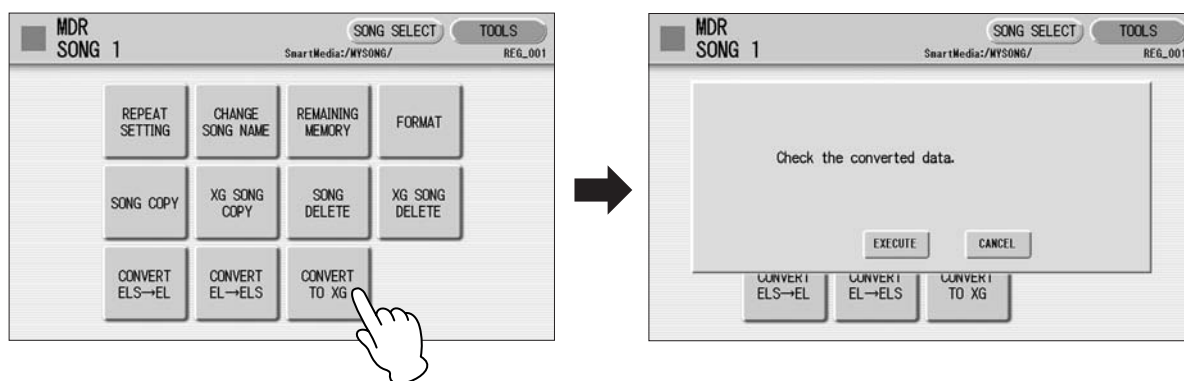 MDR
SONG 1
SONG SELECT
TOOLS
SmartMedia:/MYSONG/
REG_001
REPEAT
SETTING
CHANGE
SONG NAME
REMAINING
MEMORY
FORMAT
SONG COPY
XG SONG
COPY
SONG
DELETE
XG SONG
DELETE
CONVERT
ELS→EL
CONVERT
EL→ELS
CONVERT
TO XG
MDR
SONG 1
SONG SELECT
TOOLS
SmartMedia:/MYSONG/
REG_001
Check the converted data.
EXECUTE
CANCEL
CONVERT
ELS→EL
CONVERT
EL→ELS
CONVERT
TO XG